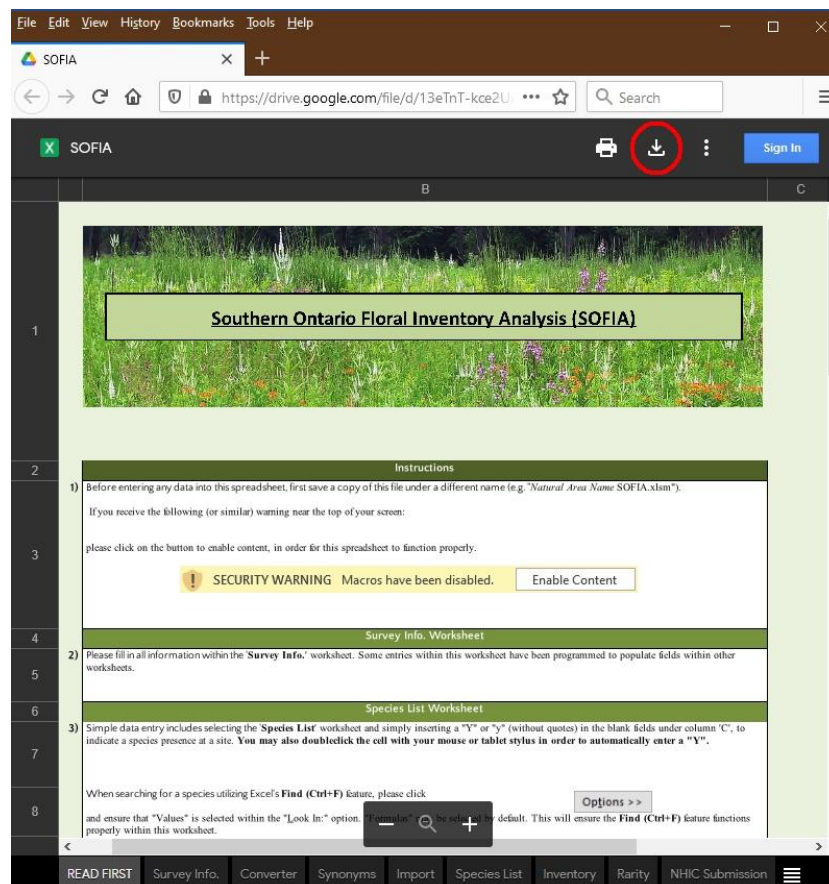 File Edit View History Bookmarks Tools Help
SOFIA
https://drive.google.com/file/d/13eTnT-kce2U
Search
SOFIA
Sign In
B C
1
Southern Ontario Floral Inventory Analysis (SOFIA)
2 Instructions
1) Before entering any data into this spreadsheet, first save a copy of this file under a different name (e.g. "Natural Area Name SOFIA.xlsm").
If you receive the following (or similar) warning near the top of your screen:
3
please click on the button to enable content, in order for this spreadsheet to function properly.
SECURITY WARNING Macros have been disabled. Enable Content
4 Survey Info. Worksheet
2) Please fill in all information within the 'Survey Info.' worksheet. Some entries within this worksheet have been programmed to populate fields within other
5 worksheets.
6 Species List Worksheet
3) Simple data entry includes selecting the 'Species List' worksheet and simply inserting a "Y" or "y" (without quotes) in the blank fields under column 'C', to
indicate a species presence at a site. You may also doubleclick the cell with your mouse or tablet stylus in order to automatically enter a "Y".
7
When searching for a species utilizing Excel's Find (Ctrl+F) feature, please click
Options >>
8
and ensure that "Values" is selected within the "Look In:" option. "Formulas" be selected by default. This will ensure the Find (Ctrl+F) feature functions
properly within this worksheet.
READ FIRST Survey Info. Converter Synonyms Import Species List Inventory Rarity NHIC Submission